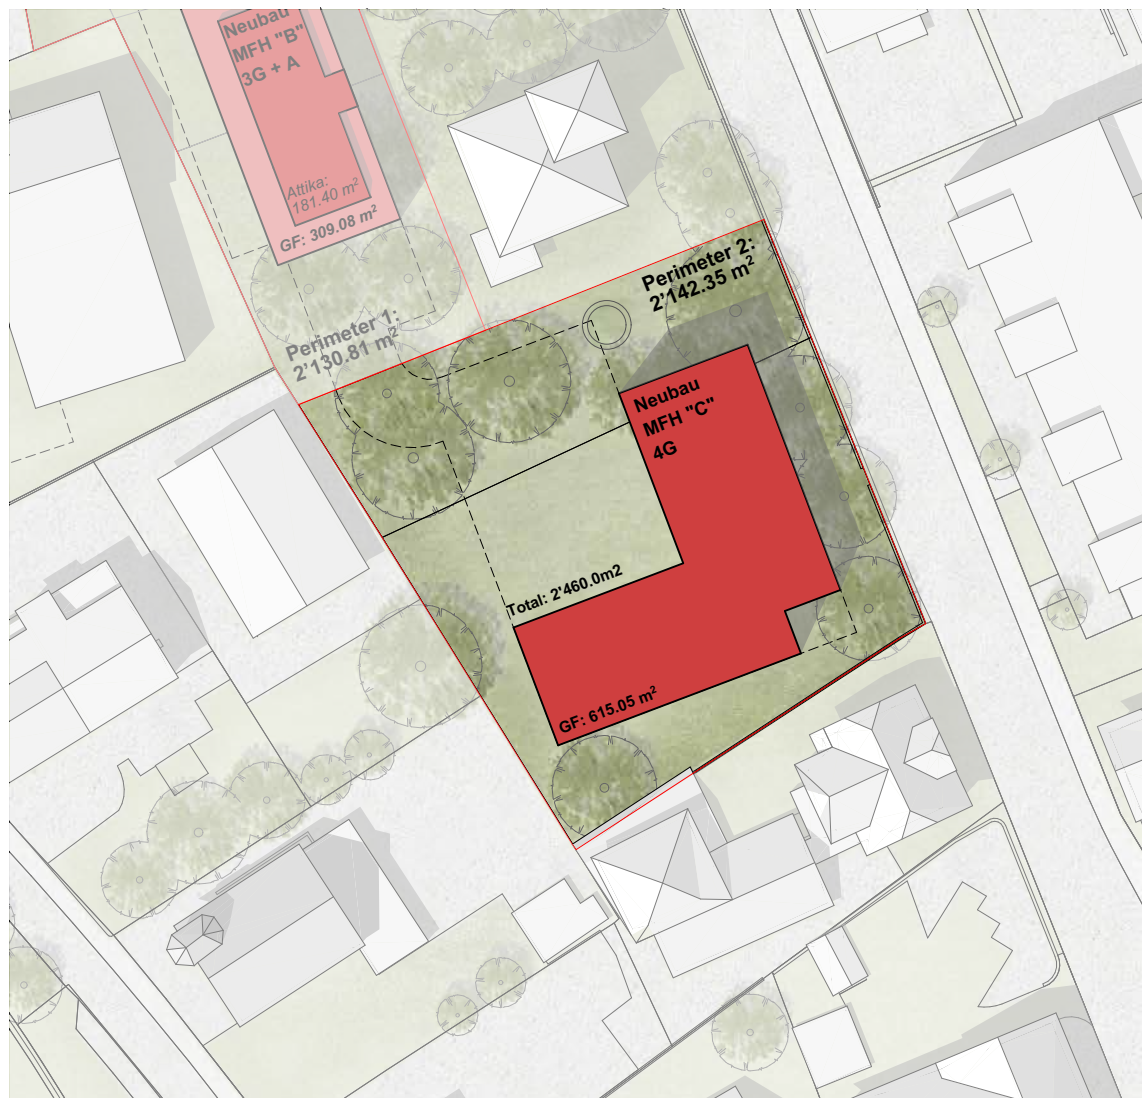 Neubau
MFH "B"
3G + A
Attika:
181.40 m²
GF: 309.08 m²
Perimeter 1:
2'130.81 m²
Perimeter 2:
2'142.35 m²
Neubau
MFH "C"
4G
Total: 2'460.0m2
GF: 615.05 m²